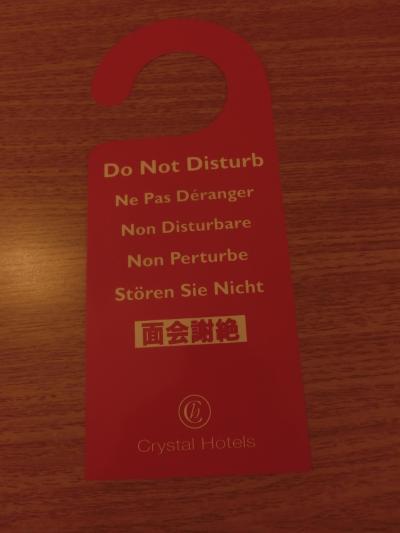 Do Not Disturb
Ne Pas Déranger
Non Disturbare
Non Perturbe
Stören Sie Nicht
面会謝絶
Crystal Hotels